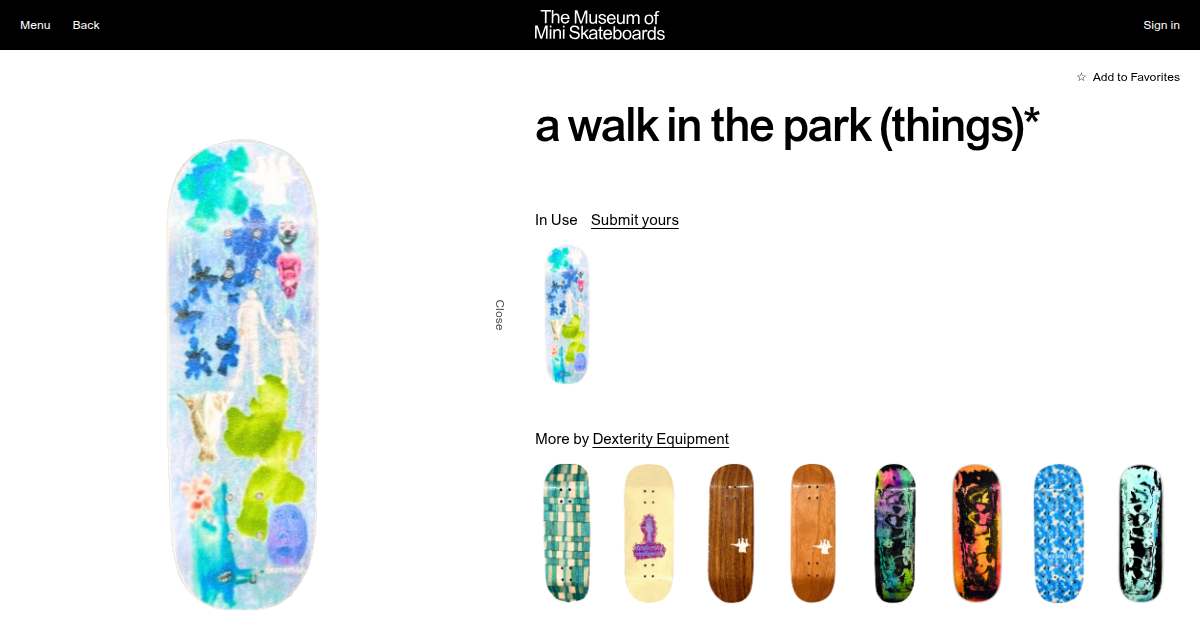 Menu
Back
The Museum of
Mini Skateboards
Sign in
☆ Add to Favorites
a walk in the park (things)*
In Use
Submit yours
Close
More by Dexterity Equipment